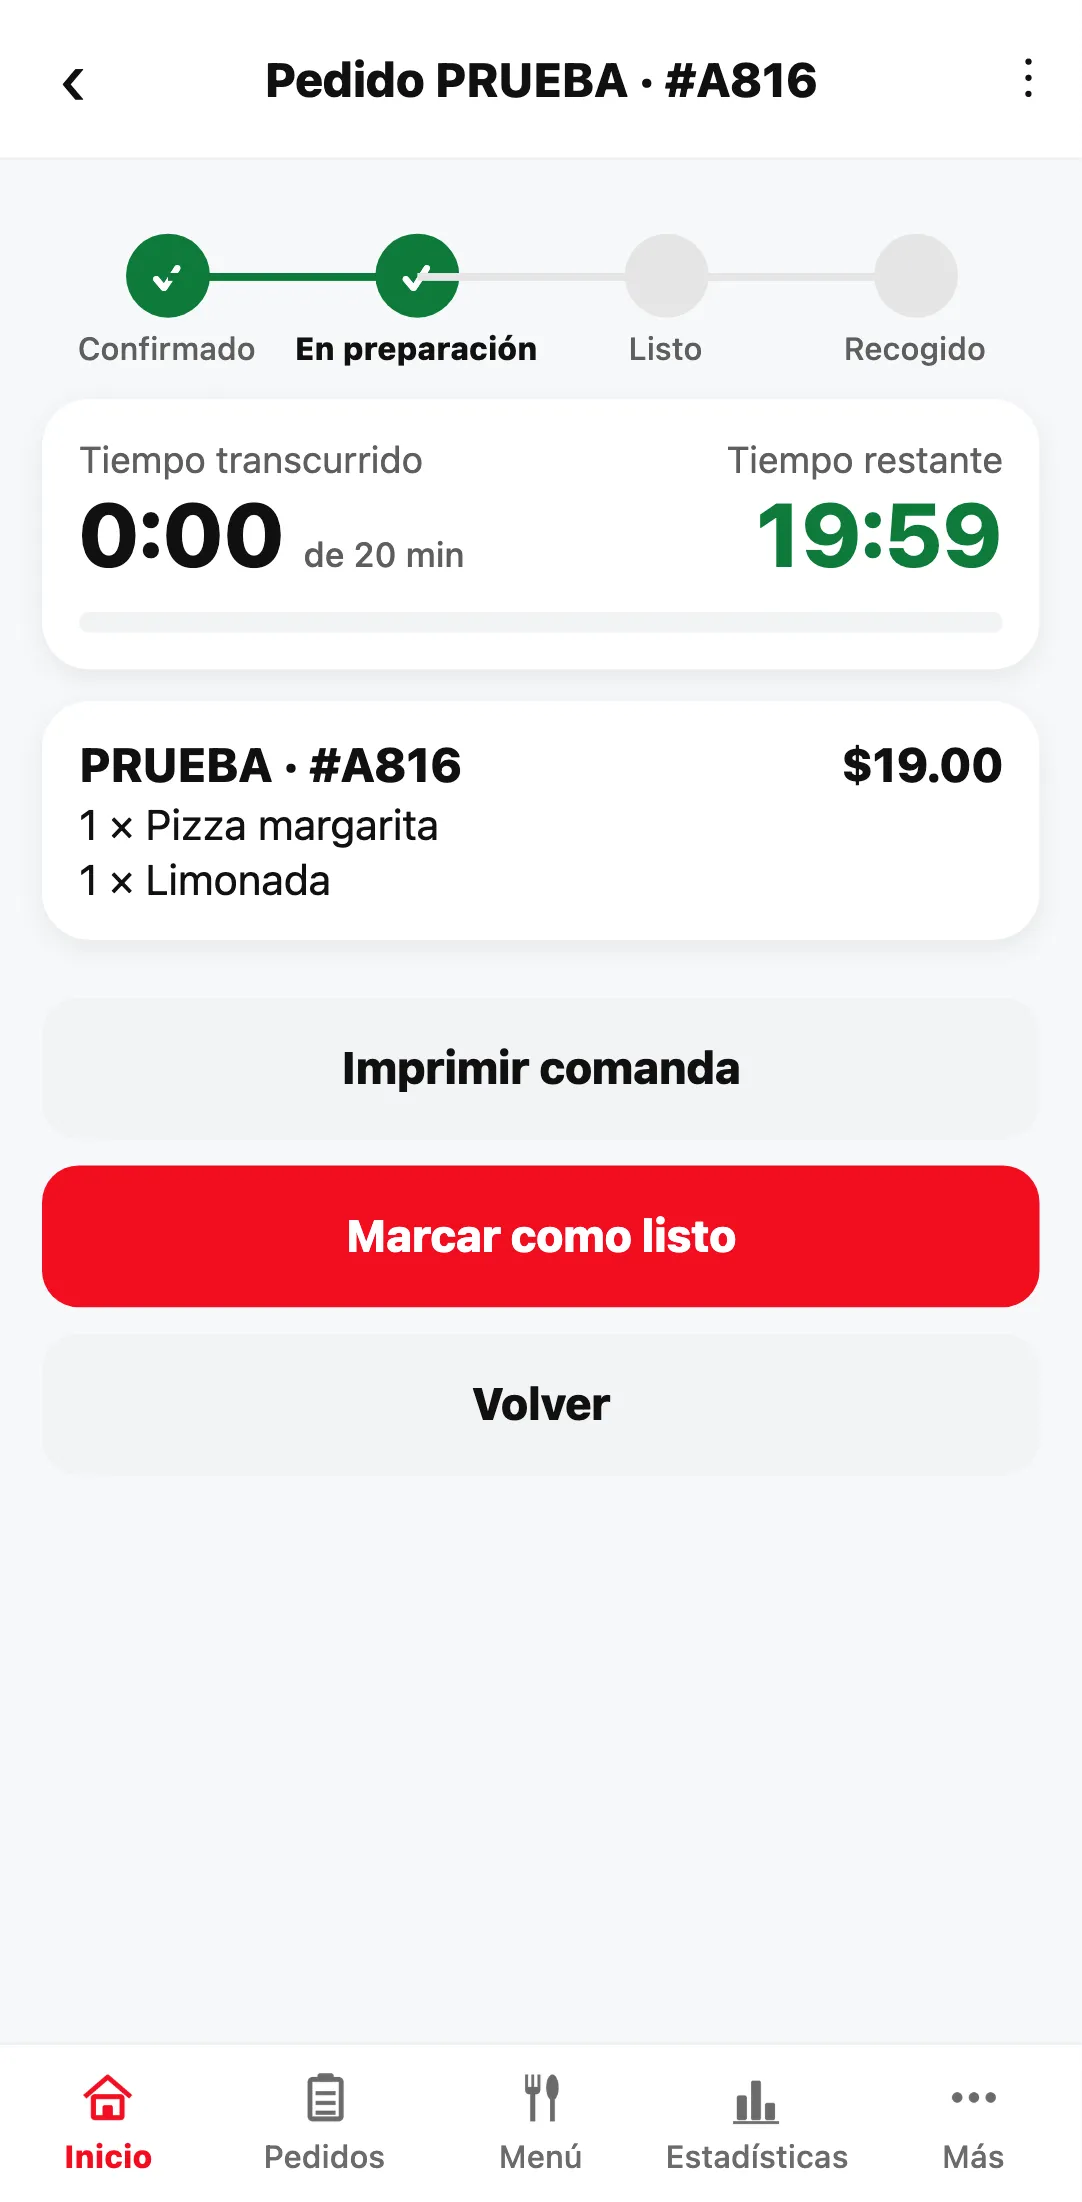 Pedido PRUEBA · #A816
Confirmado
En preparación
Listo
Recogido
Tiempo transcurrido
Tiempo restante
0:00 de 20 min
19:59
PRUEBA · #A816
$19.00
1 × Pizza margarita
1 × Limonada
Imprimir comanda
Marcar como listo
Volver
Inicio
Pedidos
Menú
Estadísticas
Más